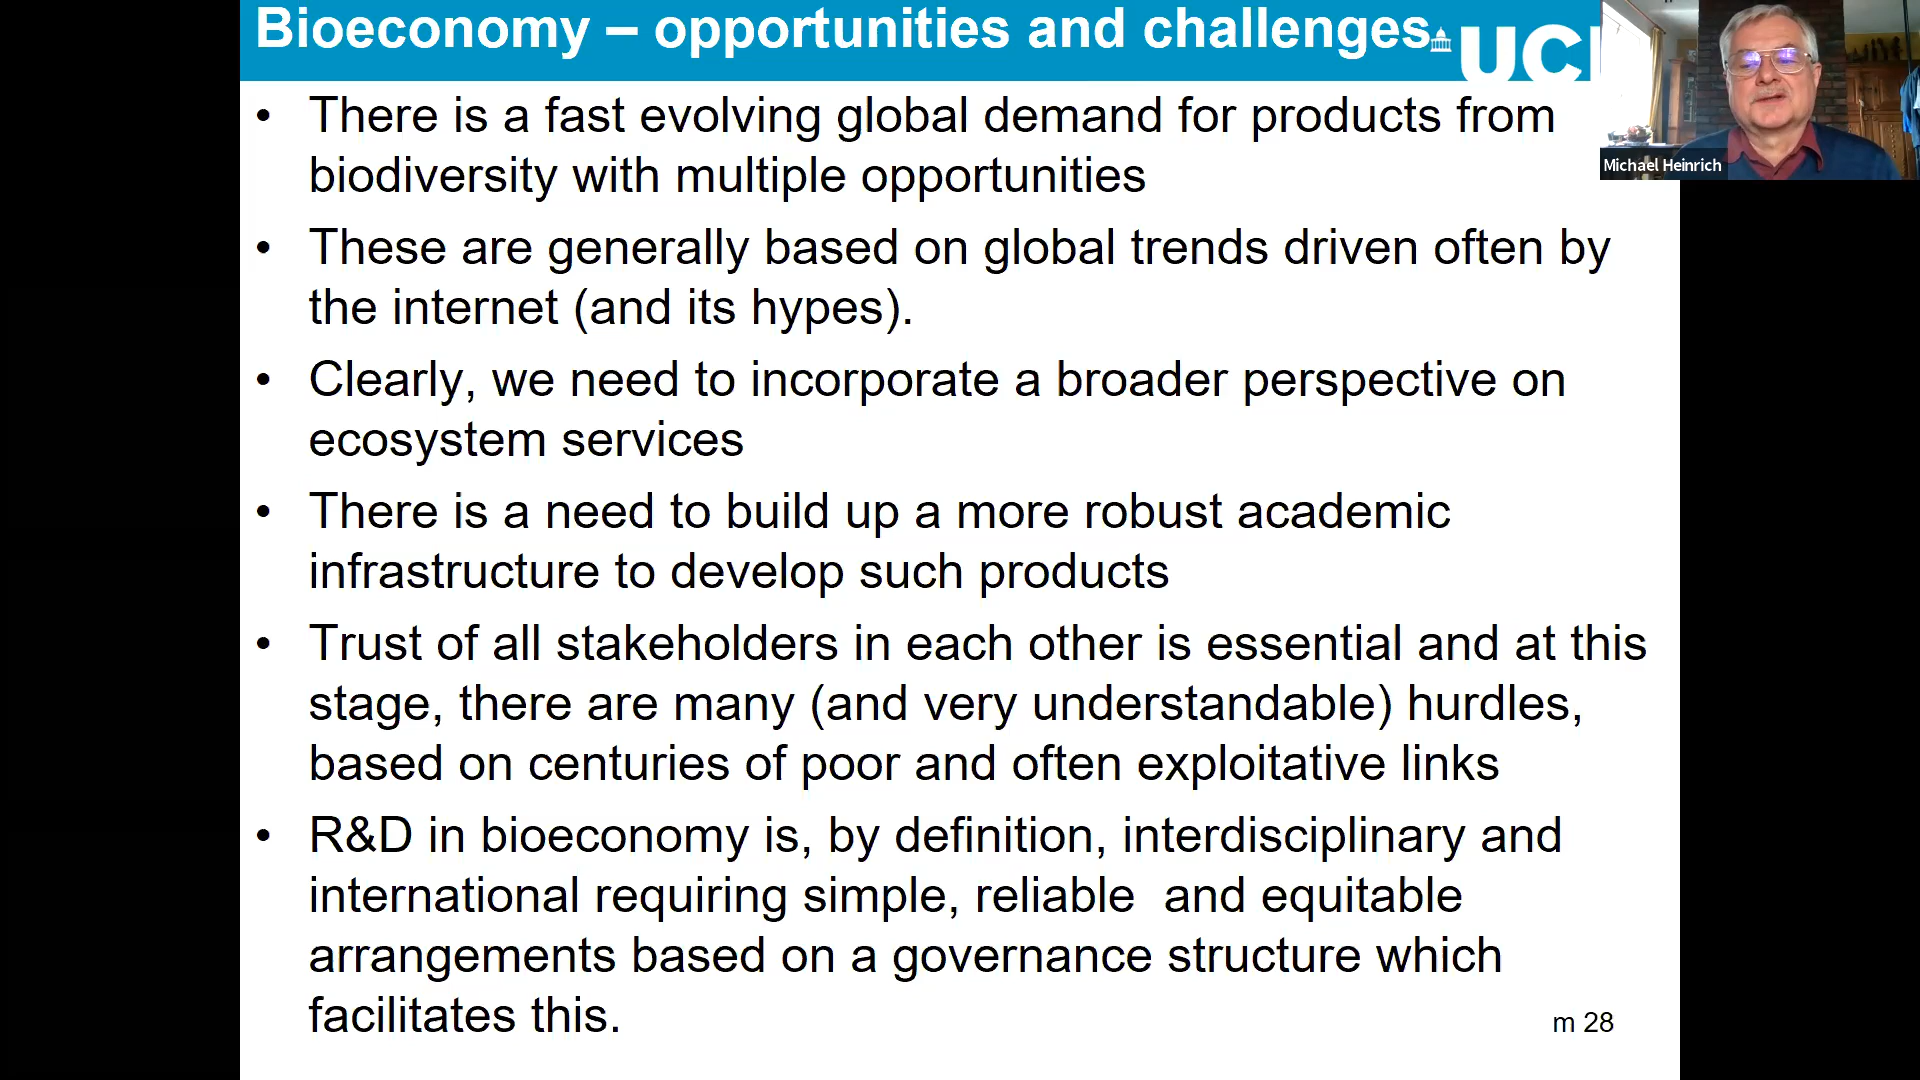 Bioeconomy – opportunities and challenges
UCL
Michael Heinrich
• There is a fast evolving global demand for products from
biodiversity with multiple opportunities
• These are generally based on global trends driven often by
the internet (and its hypes).
• Clearly, we need to incorporate a broader perspective on
ecosystem services
• There is a need to build up a more robust academic
infrastructure to develop such products
• Trust of all stakeholders in each other is essential and at this
stage, there are many (and very understandable) hurdles,
based on centuries of poor and often exploitative links
• R&D in bioeconomy is, by definition, interdisciplinary and
international requiring simple, reliable  and equitable
arrangements based on a governance structure which
facilitates this.
m 28